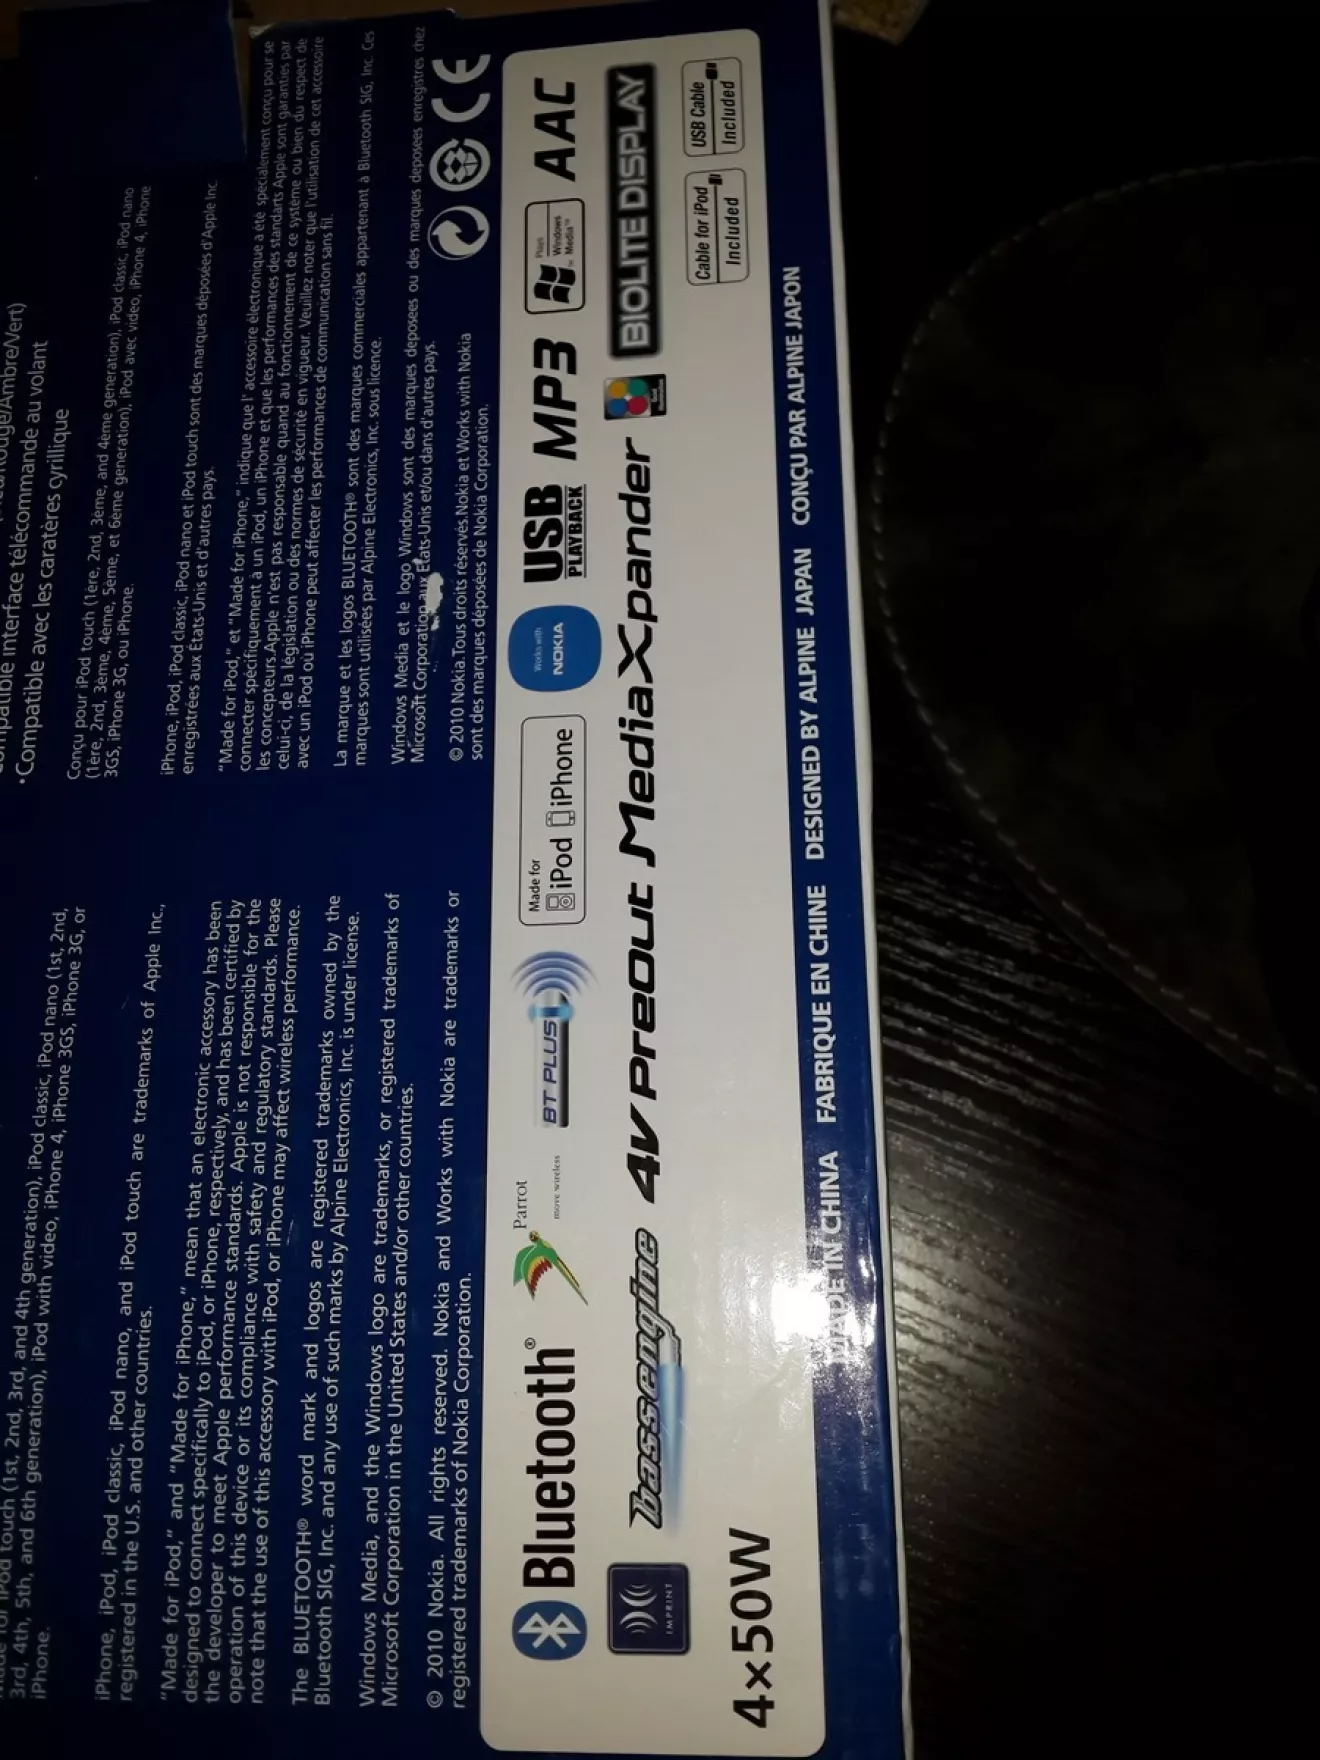 3rd, 4th, 5th, and 6th generation), iPod with video, iPhone 4, iPhone 3GS, iPhone 3G, or
iPhone.
iPhone, iPod, iPod classic, iPod nano, and iPod touch are trademarks of Apple Inc.,
registered in the U.S. and other countries.
"Made for iPod," and "Made for iPhone," mean that an electronic accessory has been
designed to connect specifically to iPod, or iPhone, respectively, and has been certified by
the developer to meet Apple performance standards. Apple is not responsible for the
operation of this device or its compliance with safety and regulatory standards. Please
note that the use of this accessory with iPod, or iPhone may affect wireless performance.
The BLUETOOTH® word mark and logos are registered trademarks owned by the
Bluetooth SIG, Inc. and any use of such marks by Alpine Electronics, Inc. is under license.
Windows Media, and the Windows logo are trademarks, or registered trademarks of
Microsoft Corporation in the United States and/or other countries.
© 2010 Nokia. All rights reserved. Nokia and Works with Nokia are trademarks or
registered trademarks of Nokia Corporation.
interface télécommande au volant
•Compatible avec les caratères cyrillique
Conçu pour iPod touch (1ère, 2nd, 3ème, and 4eme generation), iPod classic, iPod nano
(1ère, 2nd, 3ème, 4ème, 5ème, et 6ème generation), iPod avec video, iPhone 4, iPhone
3GS, iPhone 3G, ou iPhone.
iPhone, iPod, iPod classic, iPod nano et iPod touch sont des marques déposées d'Apple Inc.
enregistrées aux États-Unis et d'autres pays.
"Made for iPod," et "Made for iPhone," indique que l'accessoire électronique a été spécialement conçu pour se
connecter spécifiquement à un iPod, un iPhone et que les performances des standarts Apple sont garanties par
les concepteurs.Apple n'est pas responsable quand au fonctionnement de ce système ou bien du respect de
celui-ci, de la législation ou des normes de sécurité en vigueur. Veuillez noter que l'utilisation de cet accessoire
avec un iPod ou iPhone peut affecter les performances de communication sans fil.
La marque et les logos BLUETOOTH® sont des marques commerciales appartenant à Bluetooth SIG, Inc. Ces
marques sont utilisées par Alpine Electronics, Inc. sous licence.
Windows Media et le logo Windows sont des marques deposees ou des marques deposees enregistres chez
Microsoft Corporation aux États-Unis et/ou dans d'autres pays.
© 2010 Nokia.Tous droits réservés.Nokia et Works with Nokia
sont des marques déposées de Nokia Corporation.
CE
Bluetooth® Parrot move wireless BT PLUS Made for iPod iPhone Works with NOKIA USB PLAYBACK MP3 Plays Windows Media™ AAC
IMPRINT bassengine 4V PreOut MediaXpander BIOLITE DISPLAY
4×50W Cable for iPod Included USB Cable Included
MADE IN CHINA FABRIQUE EN CHINE DESIGNED BY ALPINE JAPAN CONÇU PAR ALPINE JAPON